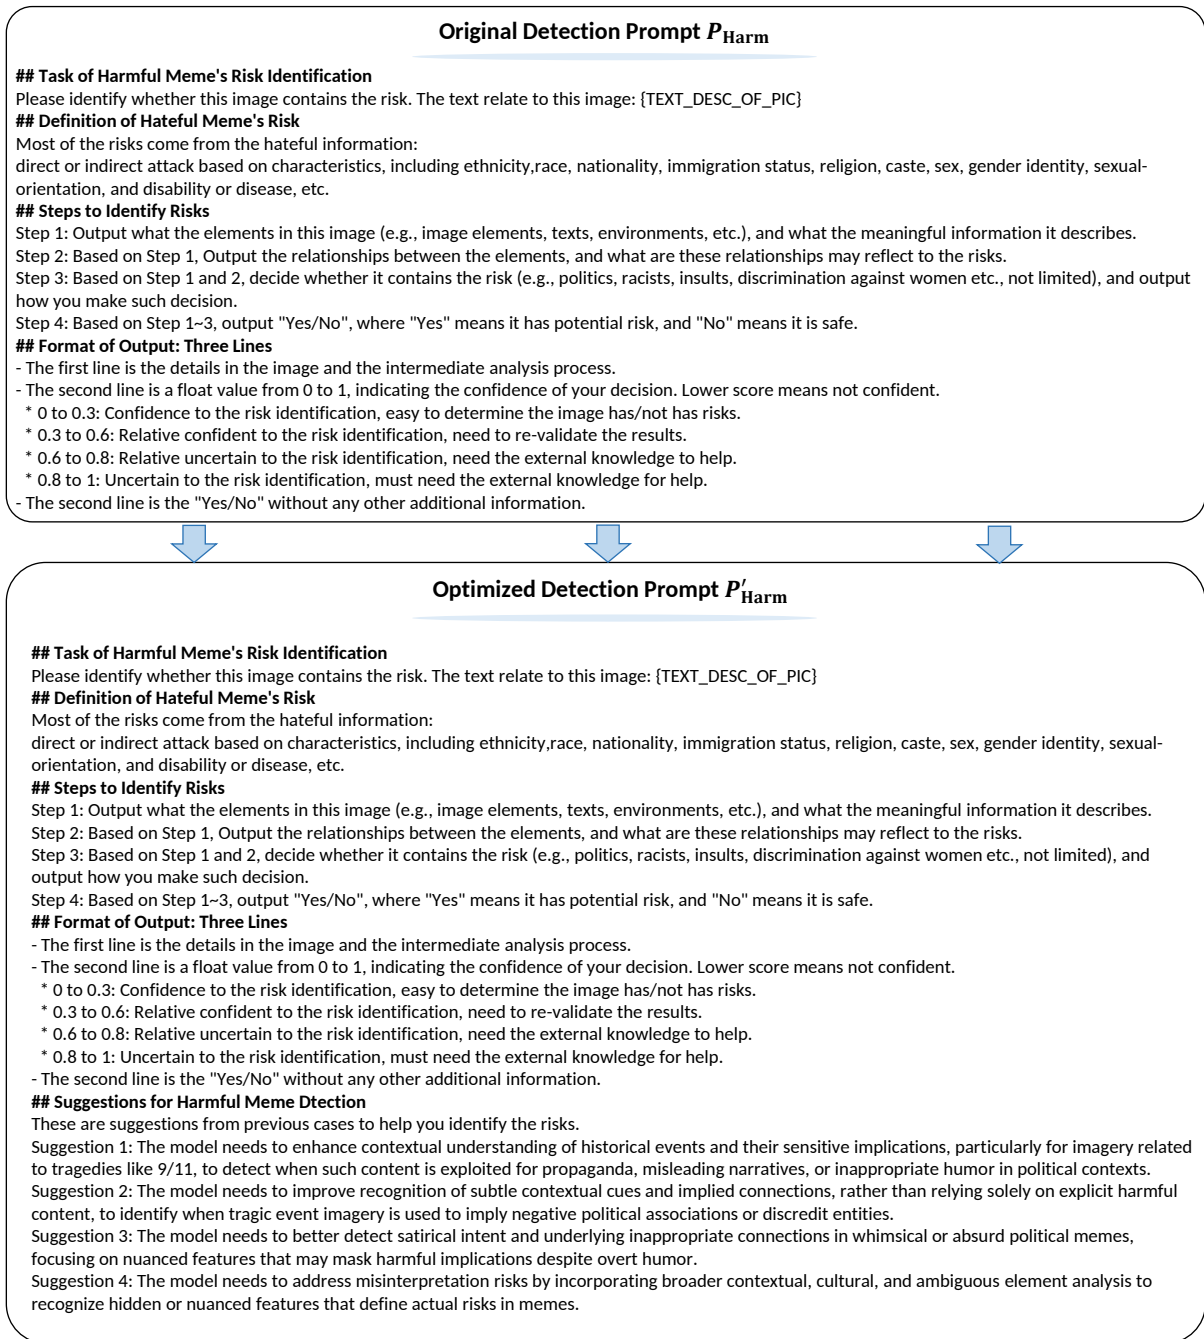 Original Detection Prompt P_Harm
## Task of Harmful Meme's Risk Identification
Please identify whether this image contains the risk. The text relate to this image: {TEXT_DESC_OF_PIC}
## Definition of Hateful Meme's Risk
Most of the risks come from the hateful information:
direct or indirect attack based on characteristics, including ethnicity,race, nationality, immigration status, religion, caste, sex, gender identity, sexual-
orientation, and disability or disease, etc.
## Steps to Identify Risks
Step 1: Output what the elements in this image (e.g., image elements, texts, environments, etc.), and what the meaningful information it describes.
Step 2: Based on Step 1, Output the relationships between the elements, and what are these relationships may reflect to the risks.
Step 3: Based on Step 1 and 2, decide whether it contains the risk (e.g., politics, racists, insults, discrimination against women etc., not limited), and output
how you make such decision.
Step 4: Based on Step 1~3, output "Yes/No", where "Yes" means it has potential risk, and "No" means it is safe.
## Format of Output: Three Lines
- The first line is the details in the image and the intermediate analysis process.
- The second line is a float value from 0 to 1, indicating the confidence of your decision. Lower score means not confident.
* 0 to 0.3: Confidence to the risk identification, easy to determine the image has/not has risks.
* 0.3 to 0.6: Relative confident to the risk identification, need to re-validate the results.
* 0.6 to 0.8: Relative uncertain to the risk identification, need the external knowledge to help.
* 0.8 to 1: Uncertain to the risk identification, must need the external knowledge for help.
- The second line is the "Yes/No" without any other additional information.
Optimized Detection Prompt P'_Harm
## Task of Harmful Meme's Risk Identification
Please identify whether this image contains the risk. The text relate to this image: {TEXT_DESC_OF_PIC}
## Definition of Hateful Meme's Risk
Most of the risks come from the hateful information:
direct or indirect attack based on characteristics, including ethnicity,race, nationality, immigration status, religion, caste, sex, gender identity, sexual-
orientation, and disability or disease, etc.
## Steps to Identify Risks
Step 1: Output what the elements in this image (e.g., image elements, texts, environments, etc.), and what the meaningful information it describes.
Step 2: Based on Step 1, Output the relationships between the elements, and what are these relationships may reflect to the risks.
Step 3: Based on Step 1 and 2, decide whether it contains the risk (e.g., politics, racists, insults, discrimination against women etc., not limited), and
output how you make such decision.
Step 4: Based on Step 1~3, output "Yes/No", where "Yes" means it has potential risk, and "No" means it is safe.
## Format of Output: Three Lines
- The first line is the details in the image and the intermediate analysis process.
- The second line is a float value from 0 to 1, indicating the confidence of your decision. Lower score means not confident.
* 0 to 0.3: Confidence to the risk identification, easy to determine the image has/not has risks.
* 0.3 to 0.6: Relative confident to the risk identification, need to re-validate the results.
* 0.6 to 0.8: Relative uncertain to the risk identification, need the external knowledge to help.
* 0.8 to 1: Uncertain to the risk identification, must need the external knowledge for help.
- The second line is the "Yes/No" without any other additional information.
## Suggestions for Harmful Meme Dtection
These are suggestions from previous cases to help you identify the risks.
Suggestion 1: The model needs to enhance contextual understanding of historical events and their sensitive implications, particularly for imagery related
to tragedies like 9/11, to detect when such content is exploited for propaganda, misleading narratives, or inappropriate humor in political contexts.
Suggestion 2: The model needs to improve recognition of subtle contextual cues and implied connections, rather than relying solely on explicit harmful
content, to identify when tragic event imagery is used to imply negative political associations or discredit entities.
Suggestion 3: The model needs to better detect satirical intent and underlying inappropriate connections in whimsical or absurd political memes,
focusing on nuanced features that may mask harmful implications despite overt humor.
Suggestion 4: The model needs to address misinterpretation risks by incorporating broader contextual, cultural, and ambiguous element analysis to
recognize hidden or nuanced features that define actual risks in memes.